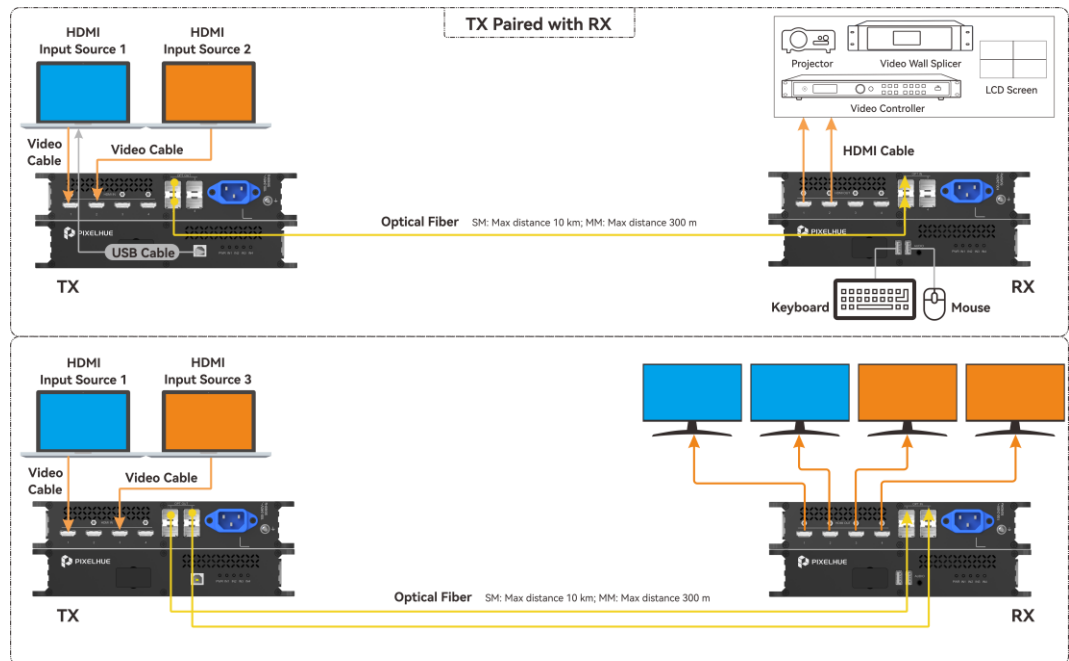 TX Paired with RX
HDMI
Input Source 1
HDMI
Input Source 2
Projector
Video Wall Splicer
LCD Screen
Video Controller
Video
Cable
Video Cable
HDMI Cable
Optical Fiber SM: Max distance 10 km; MM: Max distance 300 m
PIXELHUE
USB Cable
PIXELHUE
TX
RX
Keyboard
Mouse
HDMI
Input Source 1
HDMI
Input Source 3
Video
Cable
Video Cable
PIXELHUE
PIXELHUE
Optical Fiber SM: Max distance 10 km; MM: Max distance 300 m
TX
RX